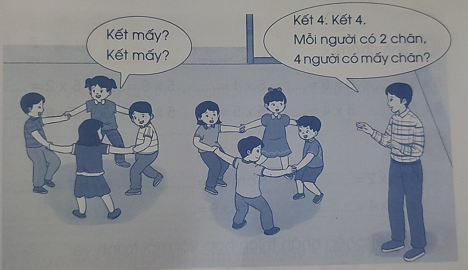 Kết mấy?
Kết mấy?
Kết 4. Kết 4.
Mỗi người có 2 chân,
4 người có mấy chân?